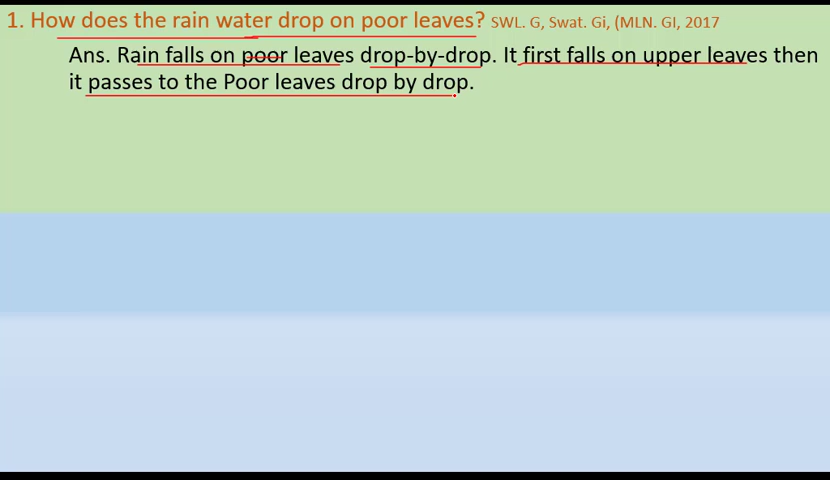 1. How does the rain water drop on poor leaves? SWL. G, Swat. Gi, (MLN. GI, 2017
Ans. Rain falls on poor leaves drop-by-drop. It first falls on upper leaves then
it passes to the Poor leaves drop by drop.